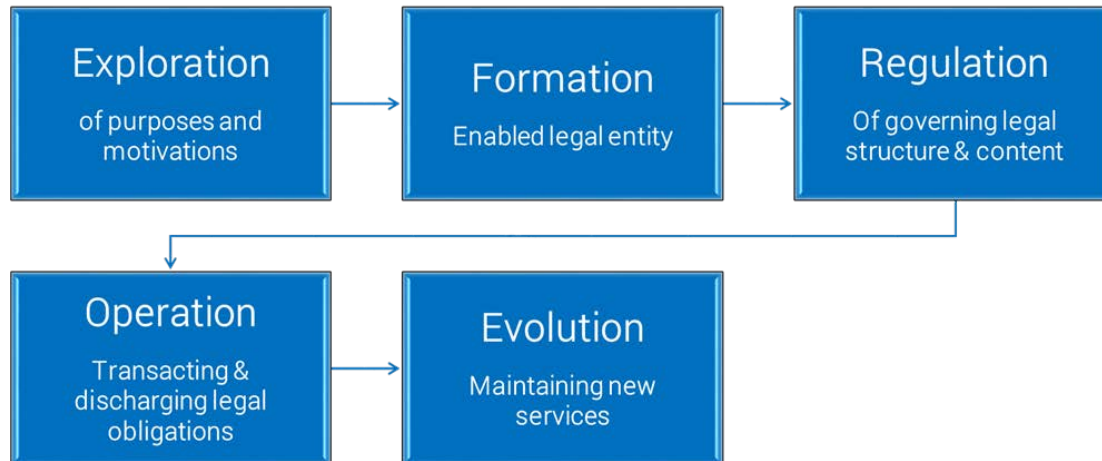 Exploration
of purposes and
motivations
Formation
Enabled legal entity
Regulation
Of governing legal
structure & content
Operation
Transacting &
discharging legal
obligations
Evolution
Maintaining new
services